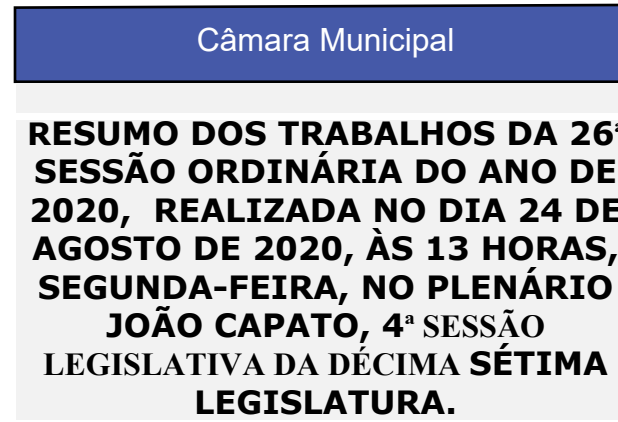 Câmara Municipal
RESUMO DOS TRABALHOS DA 26ª
SESSÃO ORDINÁRIA DO ANO DE
2020, REALIZADA NO DIA 24 DE
AGOSTO DE 2020, ÀS 13 HORAS,
SEGUNDA-FEIRA, NO PLENÁRIO
JOÃO CAPATO, 4ª SESSÃO
LEGISLATIVA DA DÉCIMA SÉTIMA
LEGISLATURA.